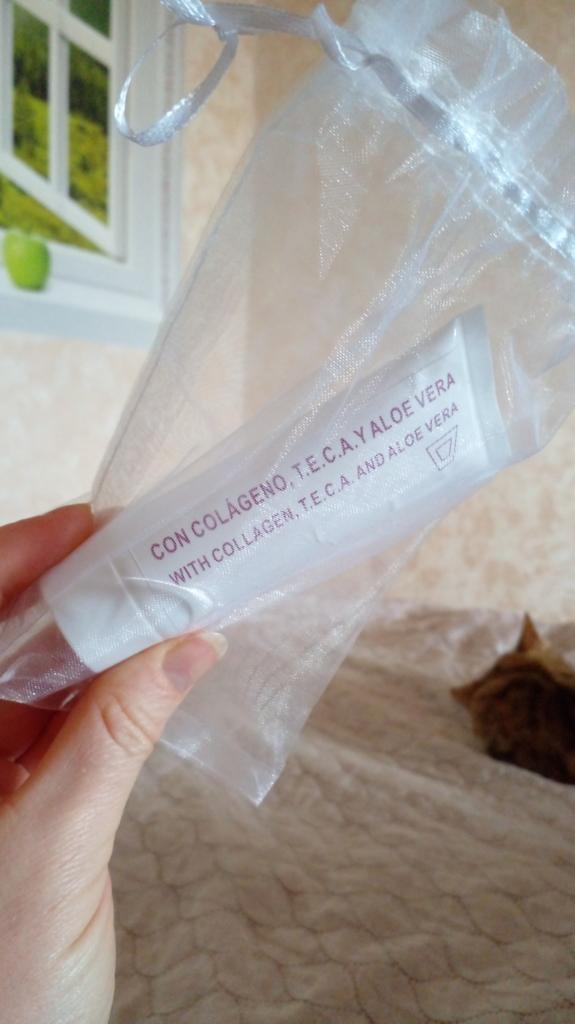 CON COLÁGENO, T.E.C.A.Y ALOE VERA
WITH COLLAGEN, T.E.C.A. AND ALOE VERA